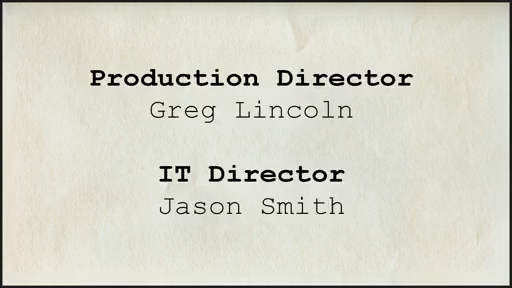 Production Director
Greg Lincoln
IT Director
Jason Smith